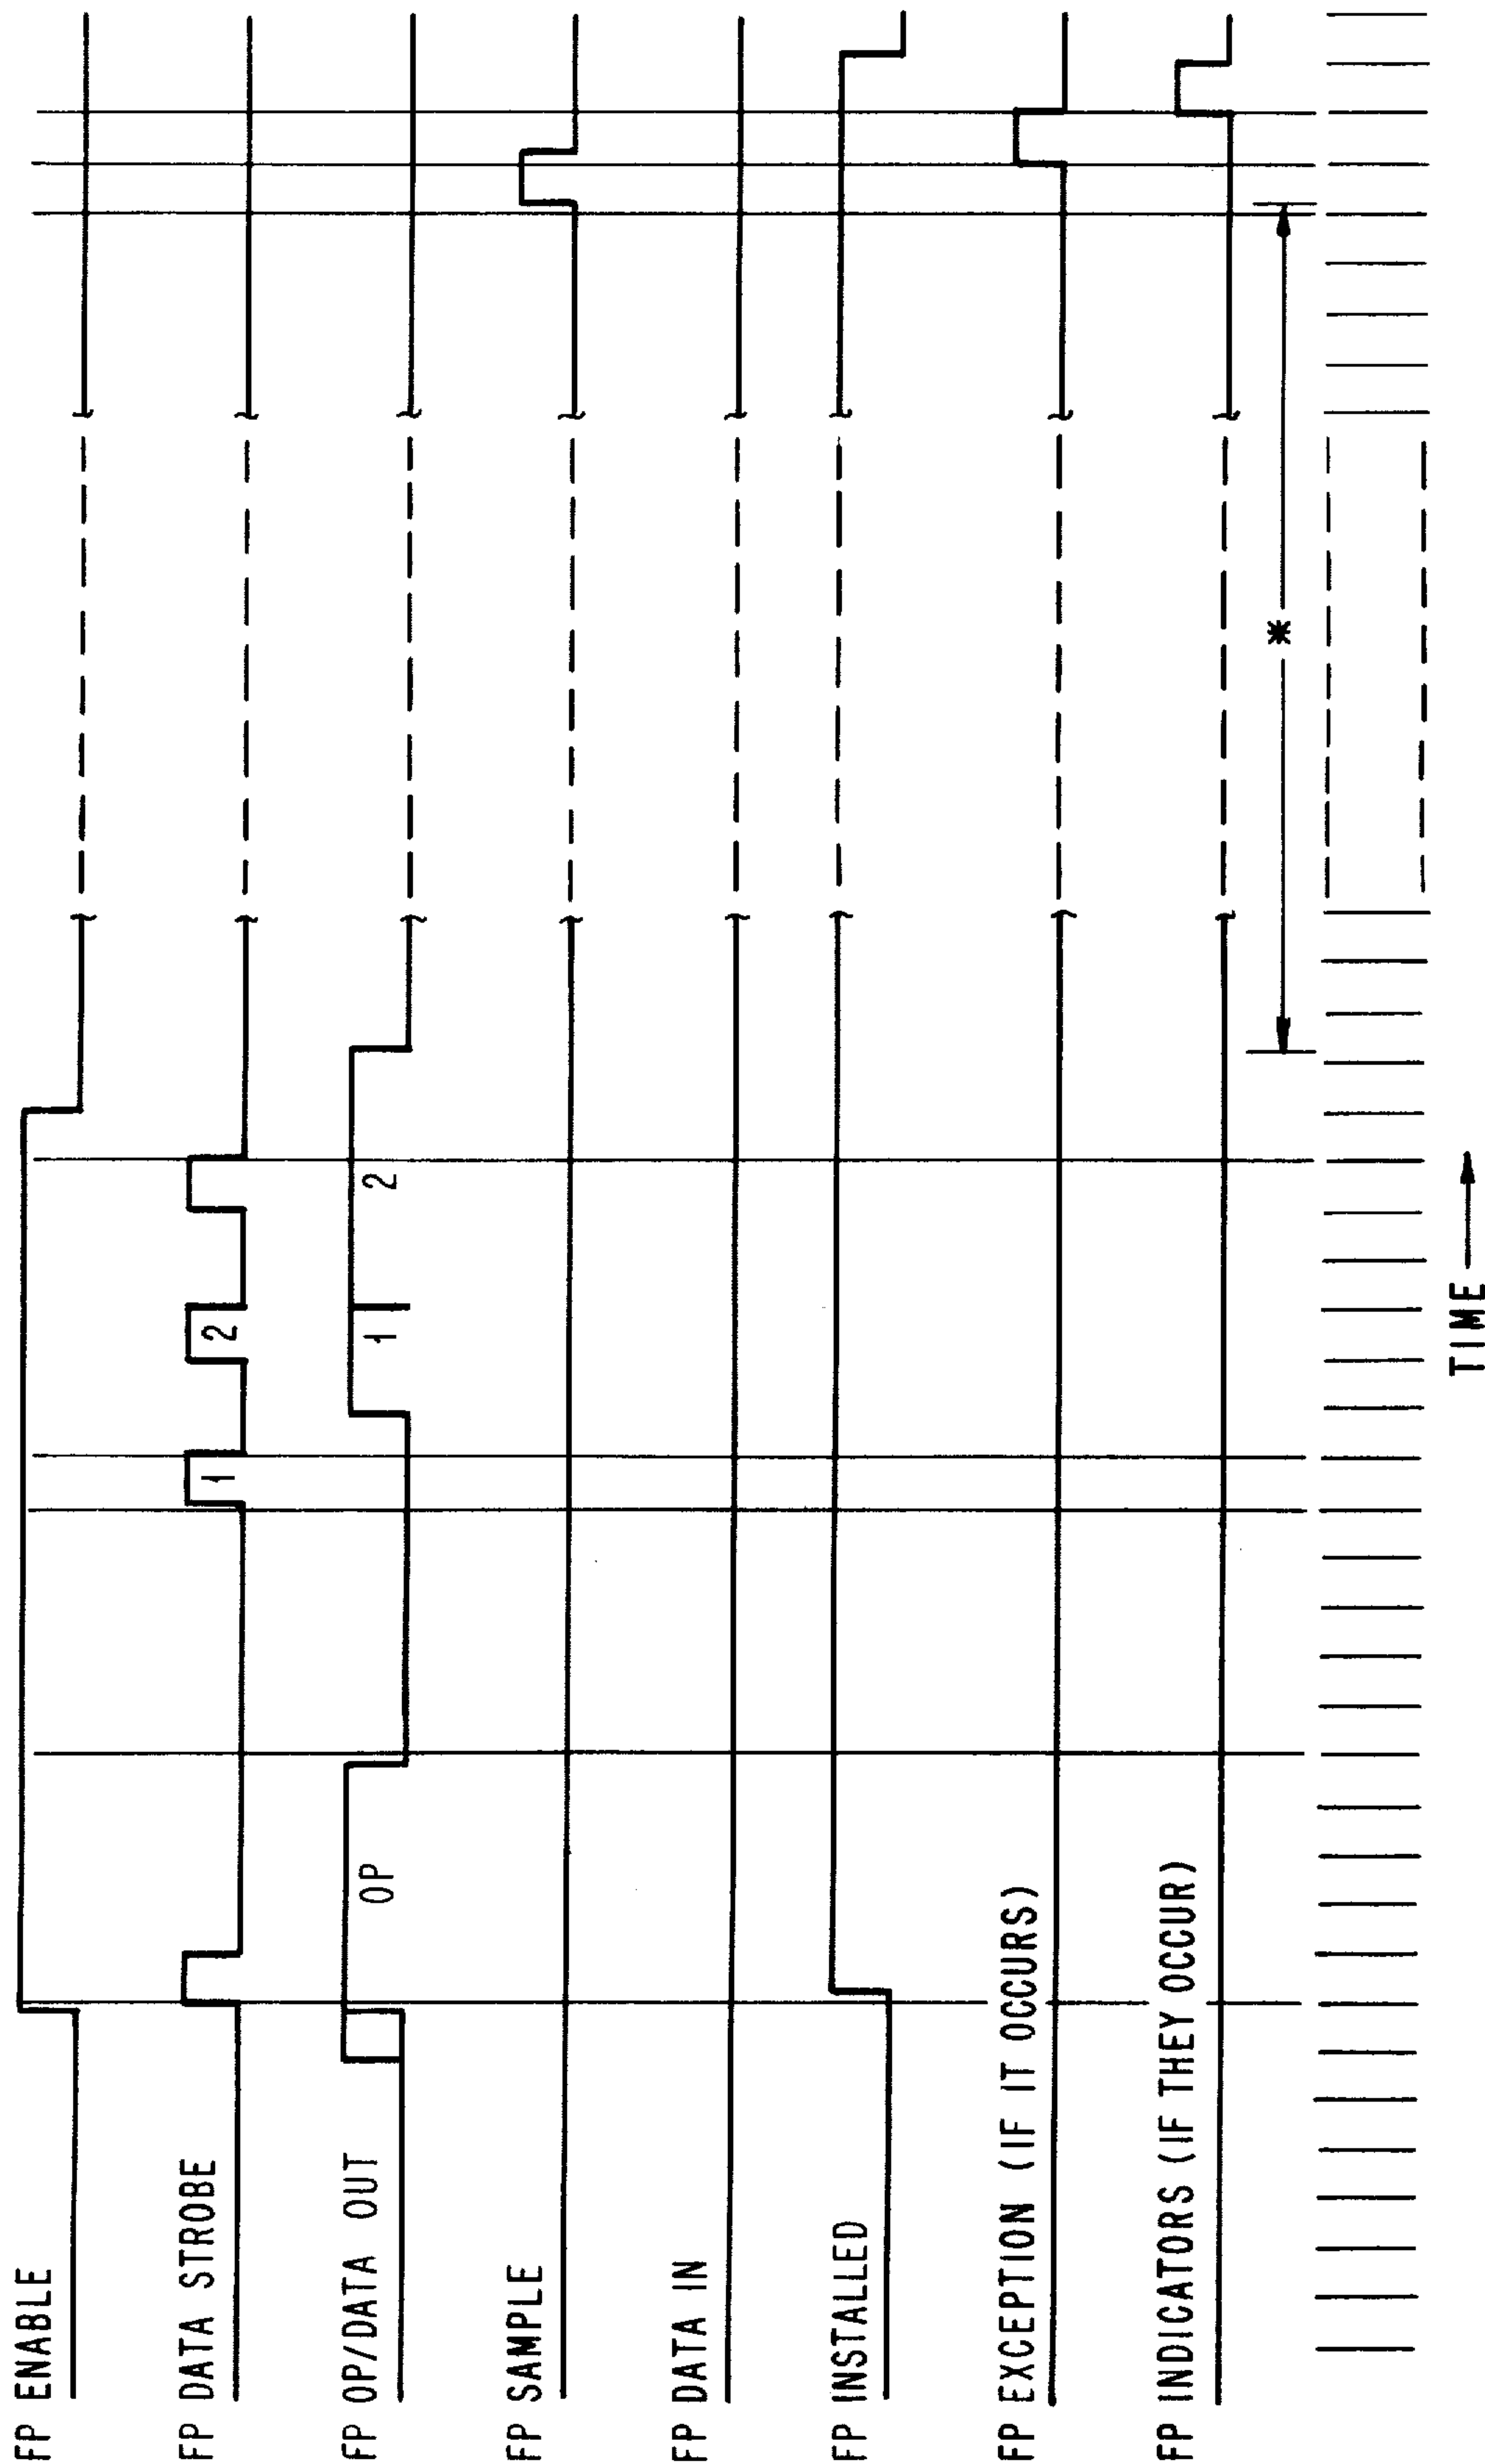 FP ENABLE
FP DATA STROBE
1
2
FP OP/DATA OUT
OP
1
2
FP SAMPLE
FP DATA IN
FP INSTALLED
FP EXCEPTION (IF IT OCCURS)
FP INDICATORS (IF THEY OCCUR)
*
TIME